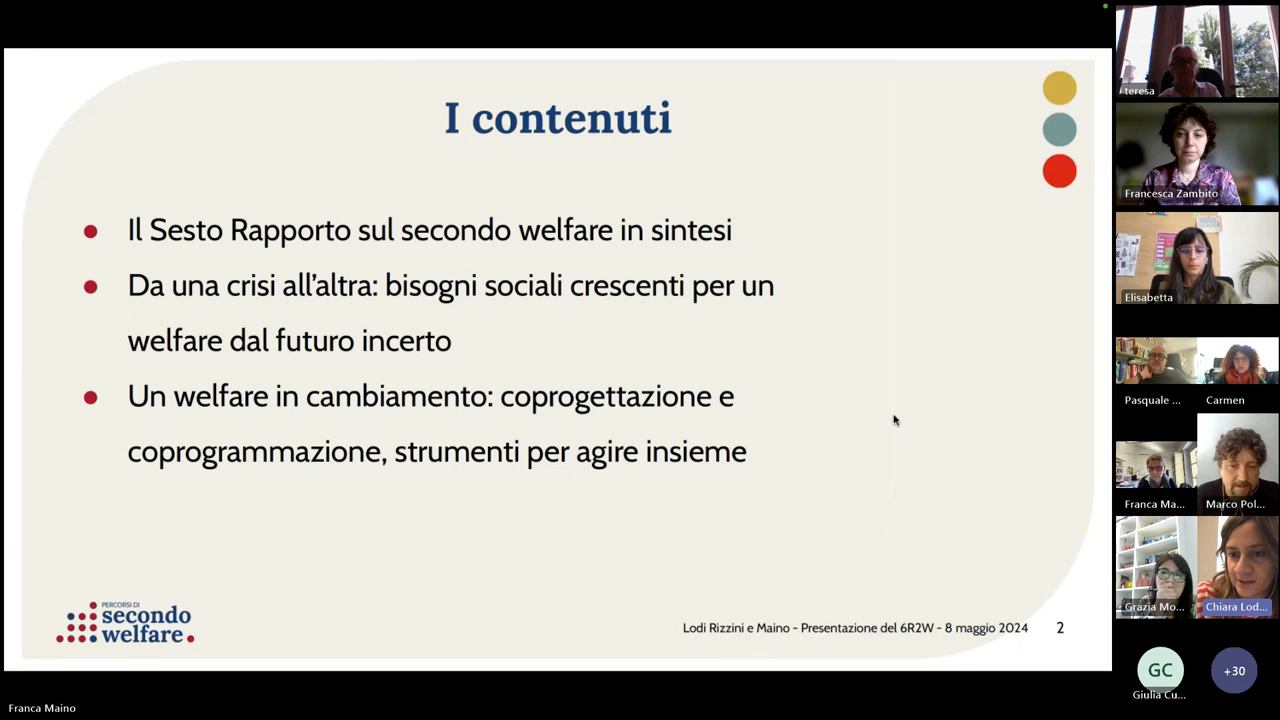 I contenuti
Il Sesto Rapporto sul secondo welfare in sintesi
Da una crisi all'altra: bisogni sociali crescenti per un
welfare dal futuro incerto
Un welfare in cambiamento: coprogettazione e
coprogrammazione, strumenti per agire insieme
PERCORSI DI
secondo
welfare
Lodi Rizzini e Maino - Presentazione del 6R2W - 8 maggio 2024
2
Franca Maino
teresa
Francesca Zambito
Elisabetta
Pasquale ...
Carmen
Franca Ma...
Marco Pol...
Grazia Mo...
Chiara Lod...
GC
Giulia Cu...
+30